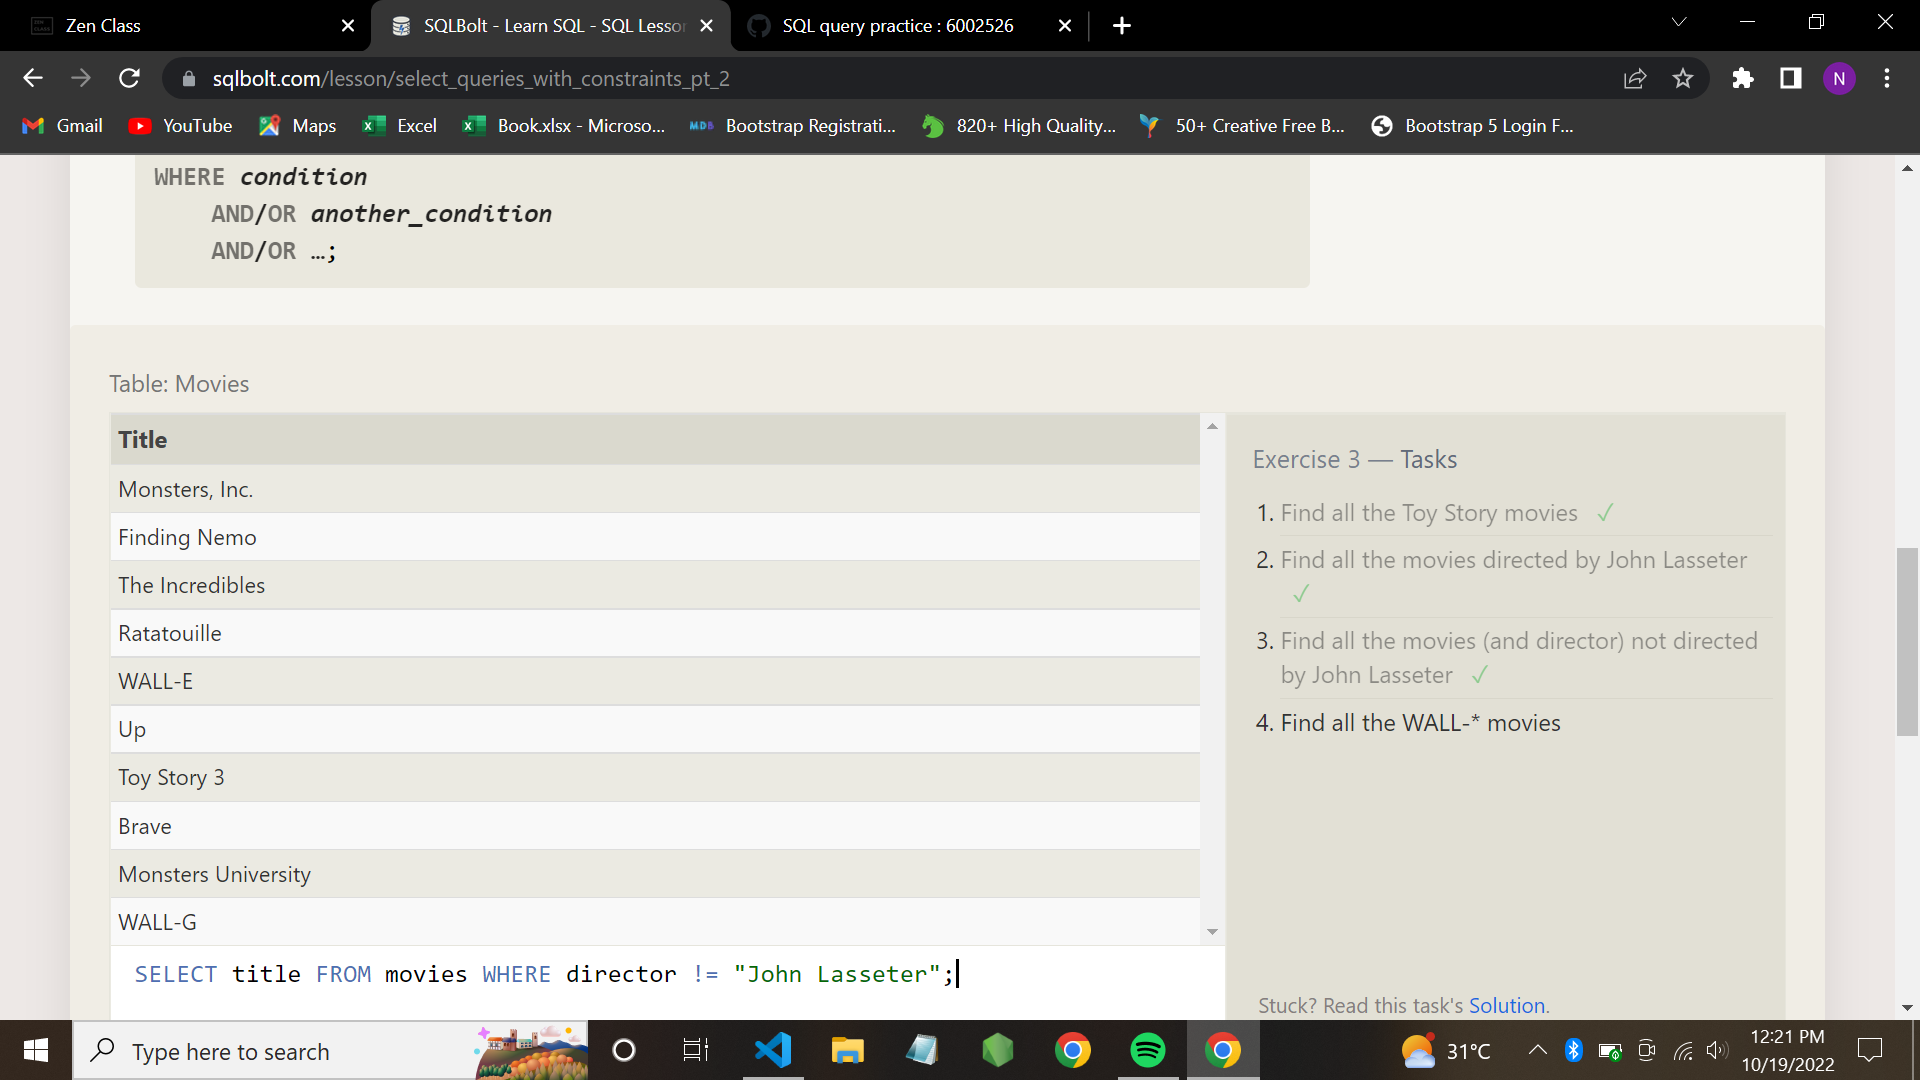 Zen Class
SQLBolt - Learn SQL - SQL Lesso
SQL query practice : 6002526
sqlbolt.com/lesson/select_queries_with_constraints_pt_2
N
Gmail
YouTube
Maps
Excel
Book.xlsx - Microso...
MDB
Bootstrap Registrati...
820+ High Quality...
50+ Creative Free B...
Bootstrap 5 Login F...
WHERE condition
AND/OR another_condition
AND/OR …;
Table: Movies
Title
Monsters, Inc.
Finding Nemo
The Incredibles
Ratatouille
WALL-E
Up
Toy Story 3
Brave
Monsters University
WALL-G
SELECT title FROM movies WHERE director != "John Lasseter";
Exercise 3 — Tasks
1. Find all the Toy Story movies ✓
2. Find all the movies directed by John Lasseter
✓
3. Find all the movies (and director) not directed
by John Lasseter ✓
4. Find all the WALL-* movies
Stuck? Read this task's Solution.
Type here to search
31°C
12:21 PM
10/19/2022